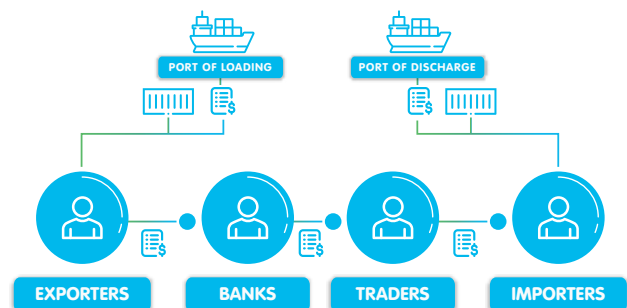 PORT OF LOADING
PORT OF DISCHARGE
$
$
$
$
$
EXPORTERS
BANKS
TRADERS
IMPORTERS